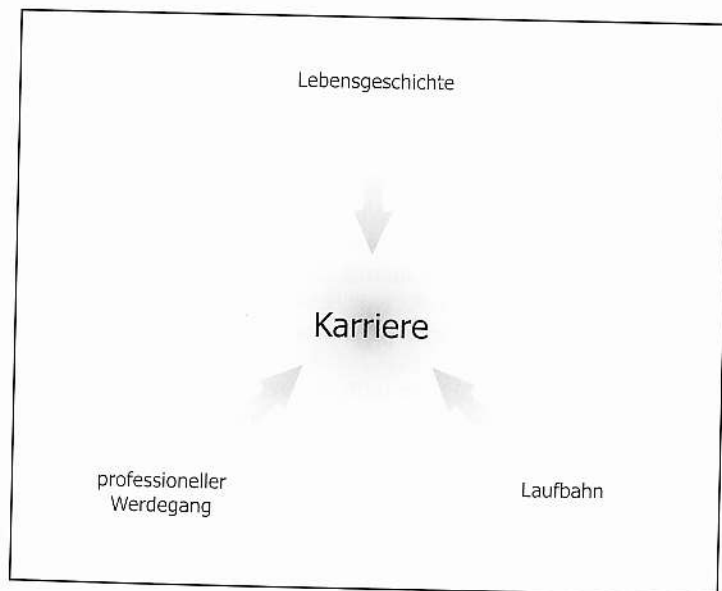 Lebensgeschichte
Karriere
professioneller
Werdegang
Laufbahn